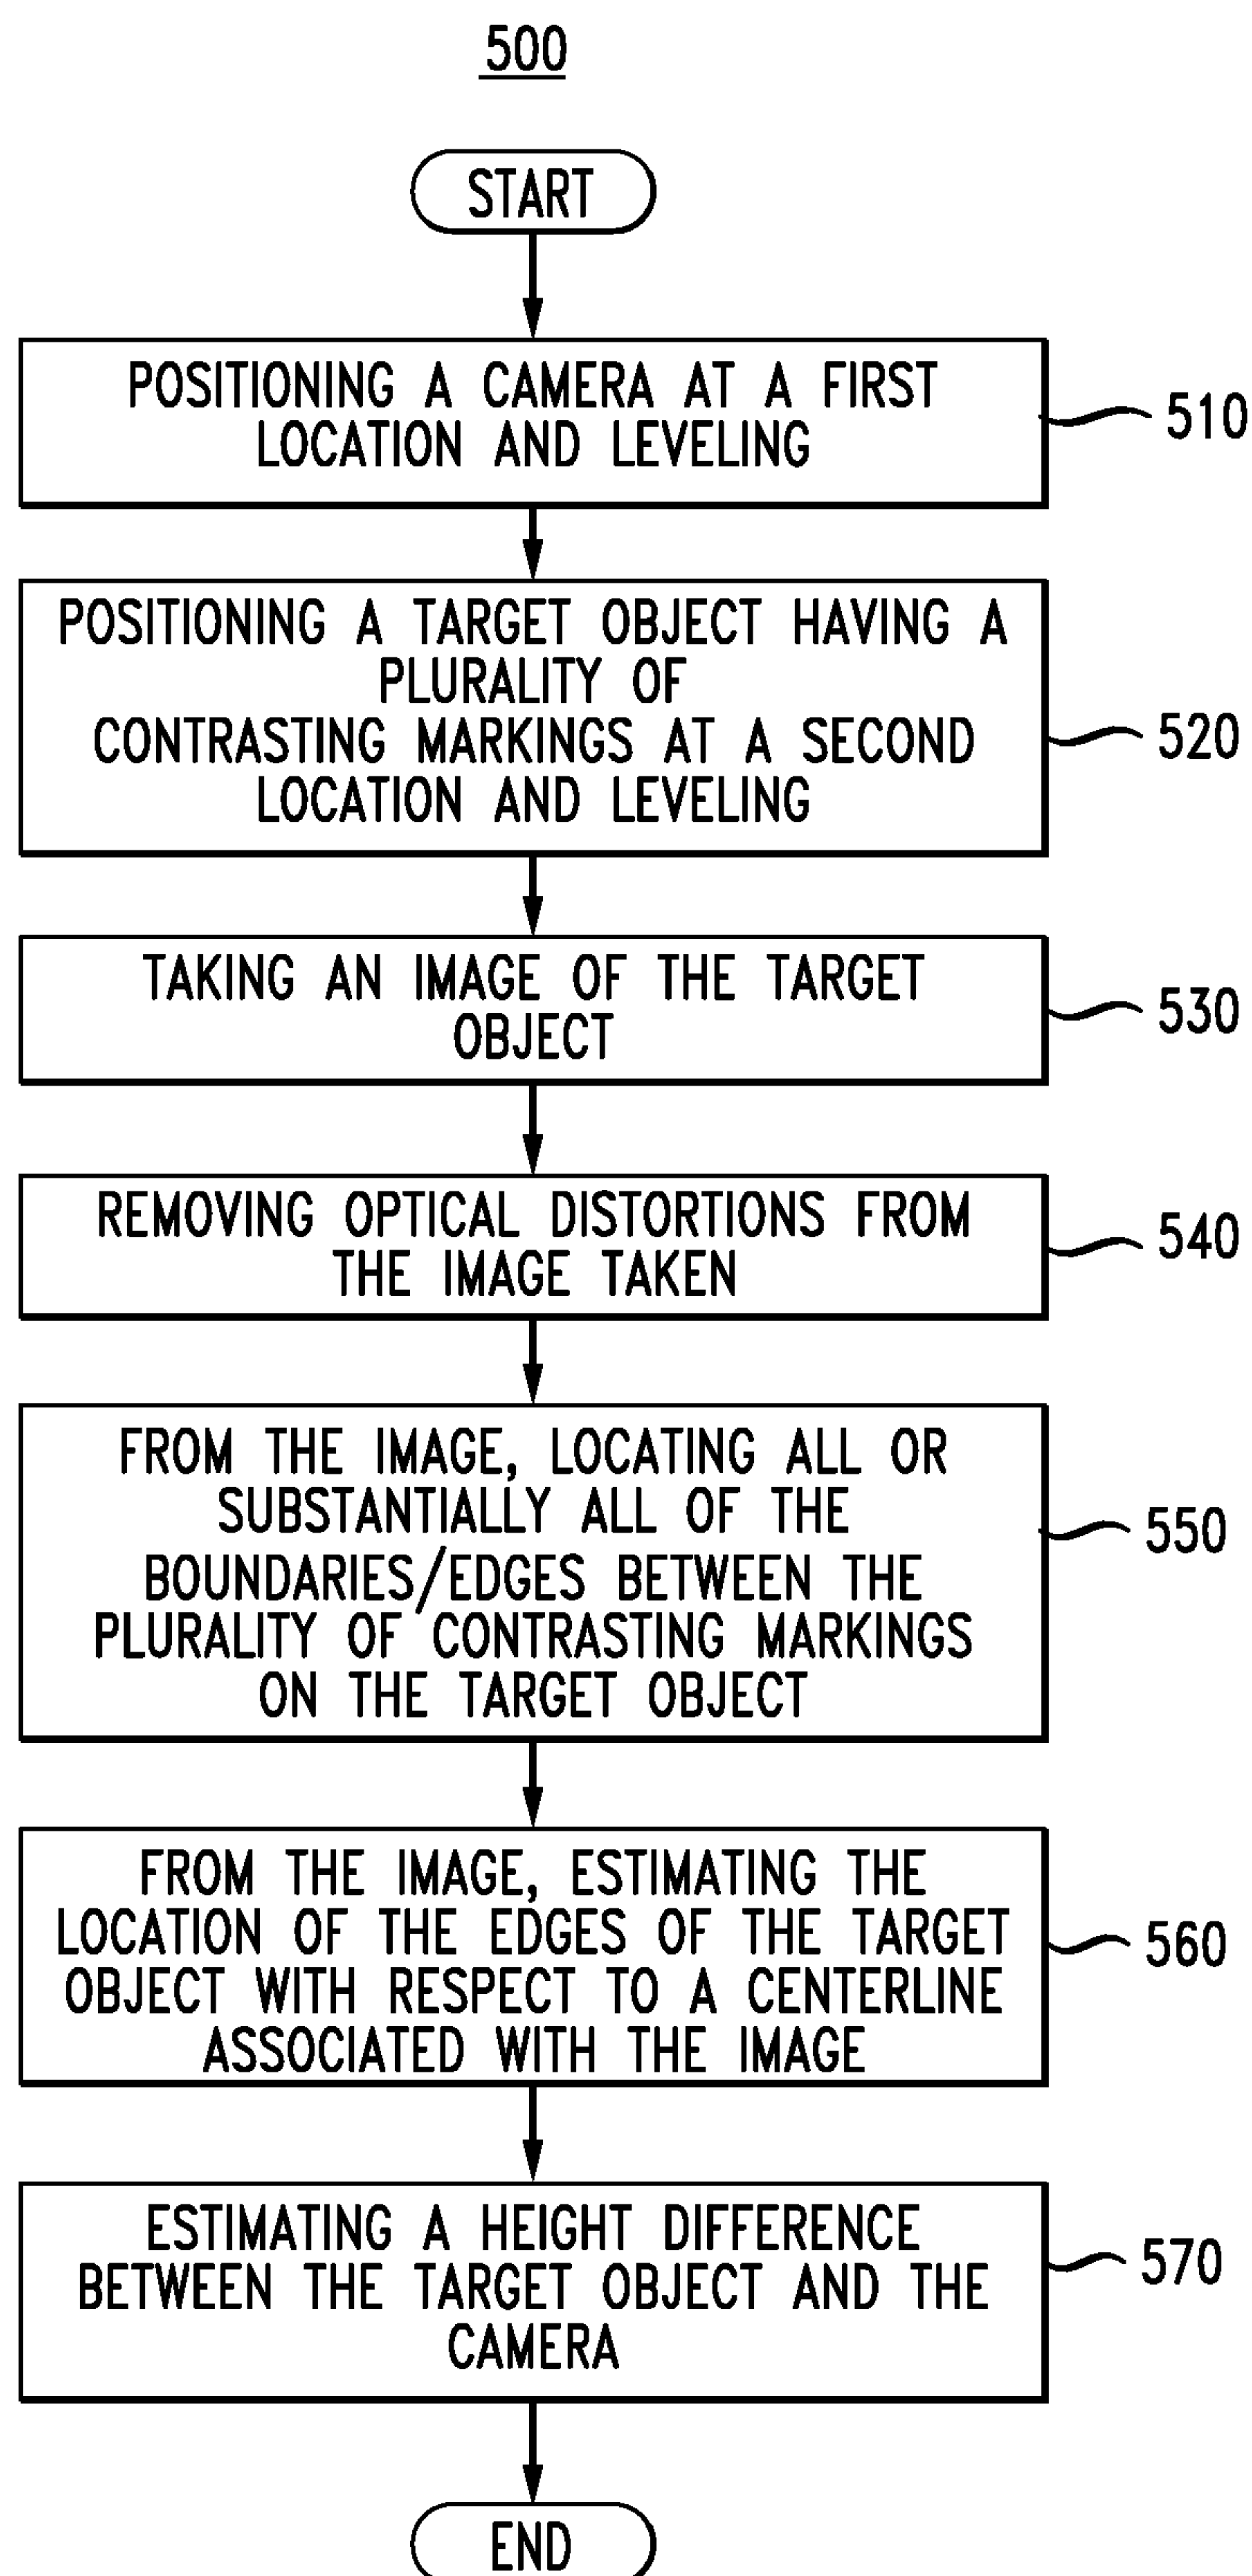 500
START
POSITIONING A CAMERA AT A FIRST
LOCATION AND LEVELING
510
POSITIONING A TARGET OBJECT HAVING A
PLURALITY OF
CONTRASTING MARKINGS AT A SECOND
LOCATION AND LEVELING
520
TAKING AN IMAGE OF THE TARGET
OBJECT
530
REMOVING OPTICAL DISTORTIONS FROM
THE IMAGE TAKEN
540
FROM THE IMAGE, LOCATING ALL OR
SUBSTANTIALLY ALL OF THE
BOUNDARIES/EDGES BETWEEN THE
PLURALITY OF CONTRASTING MARKINGS
ON THE TARGET OBJECT
550
FROM THE IMAGE, ESTIMATING THE
LOCATION OF THE EDGES OF THE TARGET
OBJECT WITH RESPECT TO A CENTERLINE
ASSOCIATED WITH THE IMAGE
560
ESTIMATING A HEIGHT DIFFERENCE
BETWEEN THE TARGET OBJECT AND THE
CAMERA
570
END